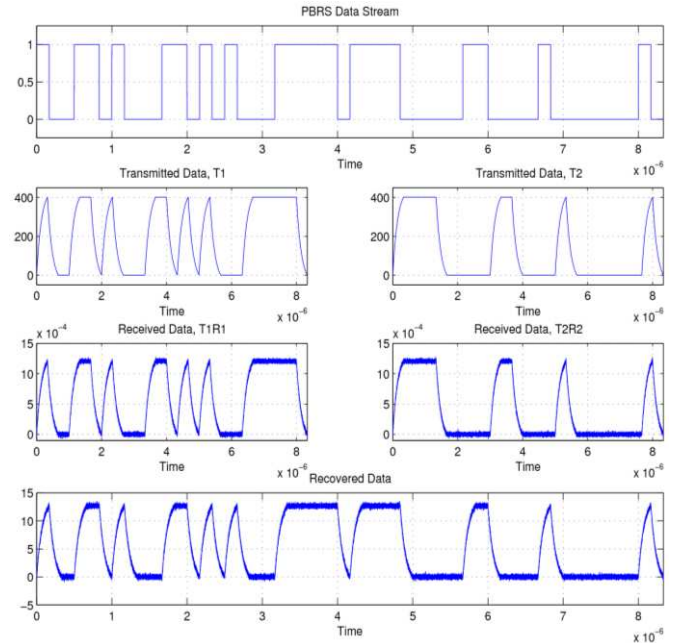 PBRS Data Stream
1
0.5
0
0 1 2 3 4 5 6 7 8
Time
x 10⁻⁶
Transmitted Data, T1
400
200
0
0 2 4 6 8
Time
x 10⁻⁶
Transmitted Data, T2
400
200
0
0 2 4 6 8
Time
x 10⁻⁶
x 10⁻⁴
Received Data, T1R1
15
10
5
0
0 2 4 6 8
Time
x 10⁻⁶
x 10⁻⁴
Received Data, T2R2
15
10
5
0
0 2 4 6 8
Time
x 10⁻⁶
Recovered Data
15
10
5
0
−5
0 1 2 3 4 5 6 7 8
Time
x 10⁻⁶